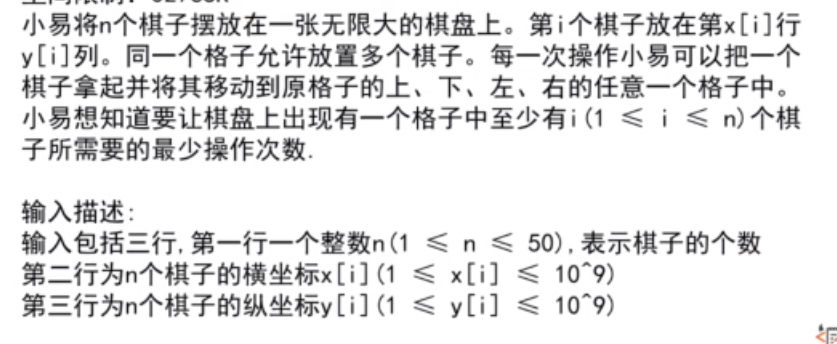 小易将n个棋子摆放在一张无限大的棋盘上。第i个棋子放在第x[i]行
y[i]列。同一个格子允许放置多个棋子。每一次操作小易可以把一个
棋子拿起并将其移动到原格子的上、下、左、右的任意一个格子中。
小易想知道要让棋盘上出现有一个格子中至少有i(1 ≤ i ≤ n)个棋
子所需要的最少操作次数.
输入描述:
输入包括三行,第一行一个整数n(1 ≤ n ≤ 50),表示棋子的个数
第二行为n个棋子的横坐标x[i](1 ≤ x[i] ≤ 10^9)
第三行为n个棋子的纵坐标y[i](1 ≤ y[i] ≤ 10^9)